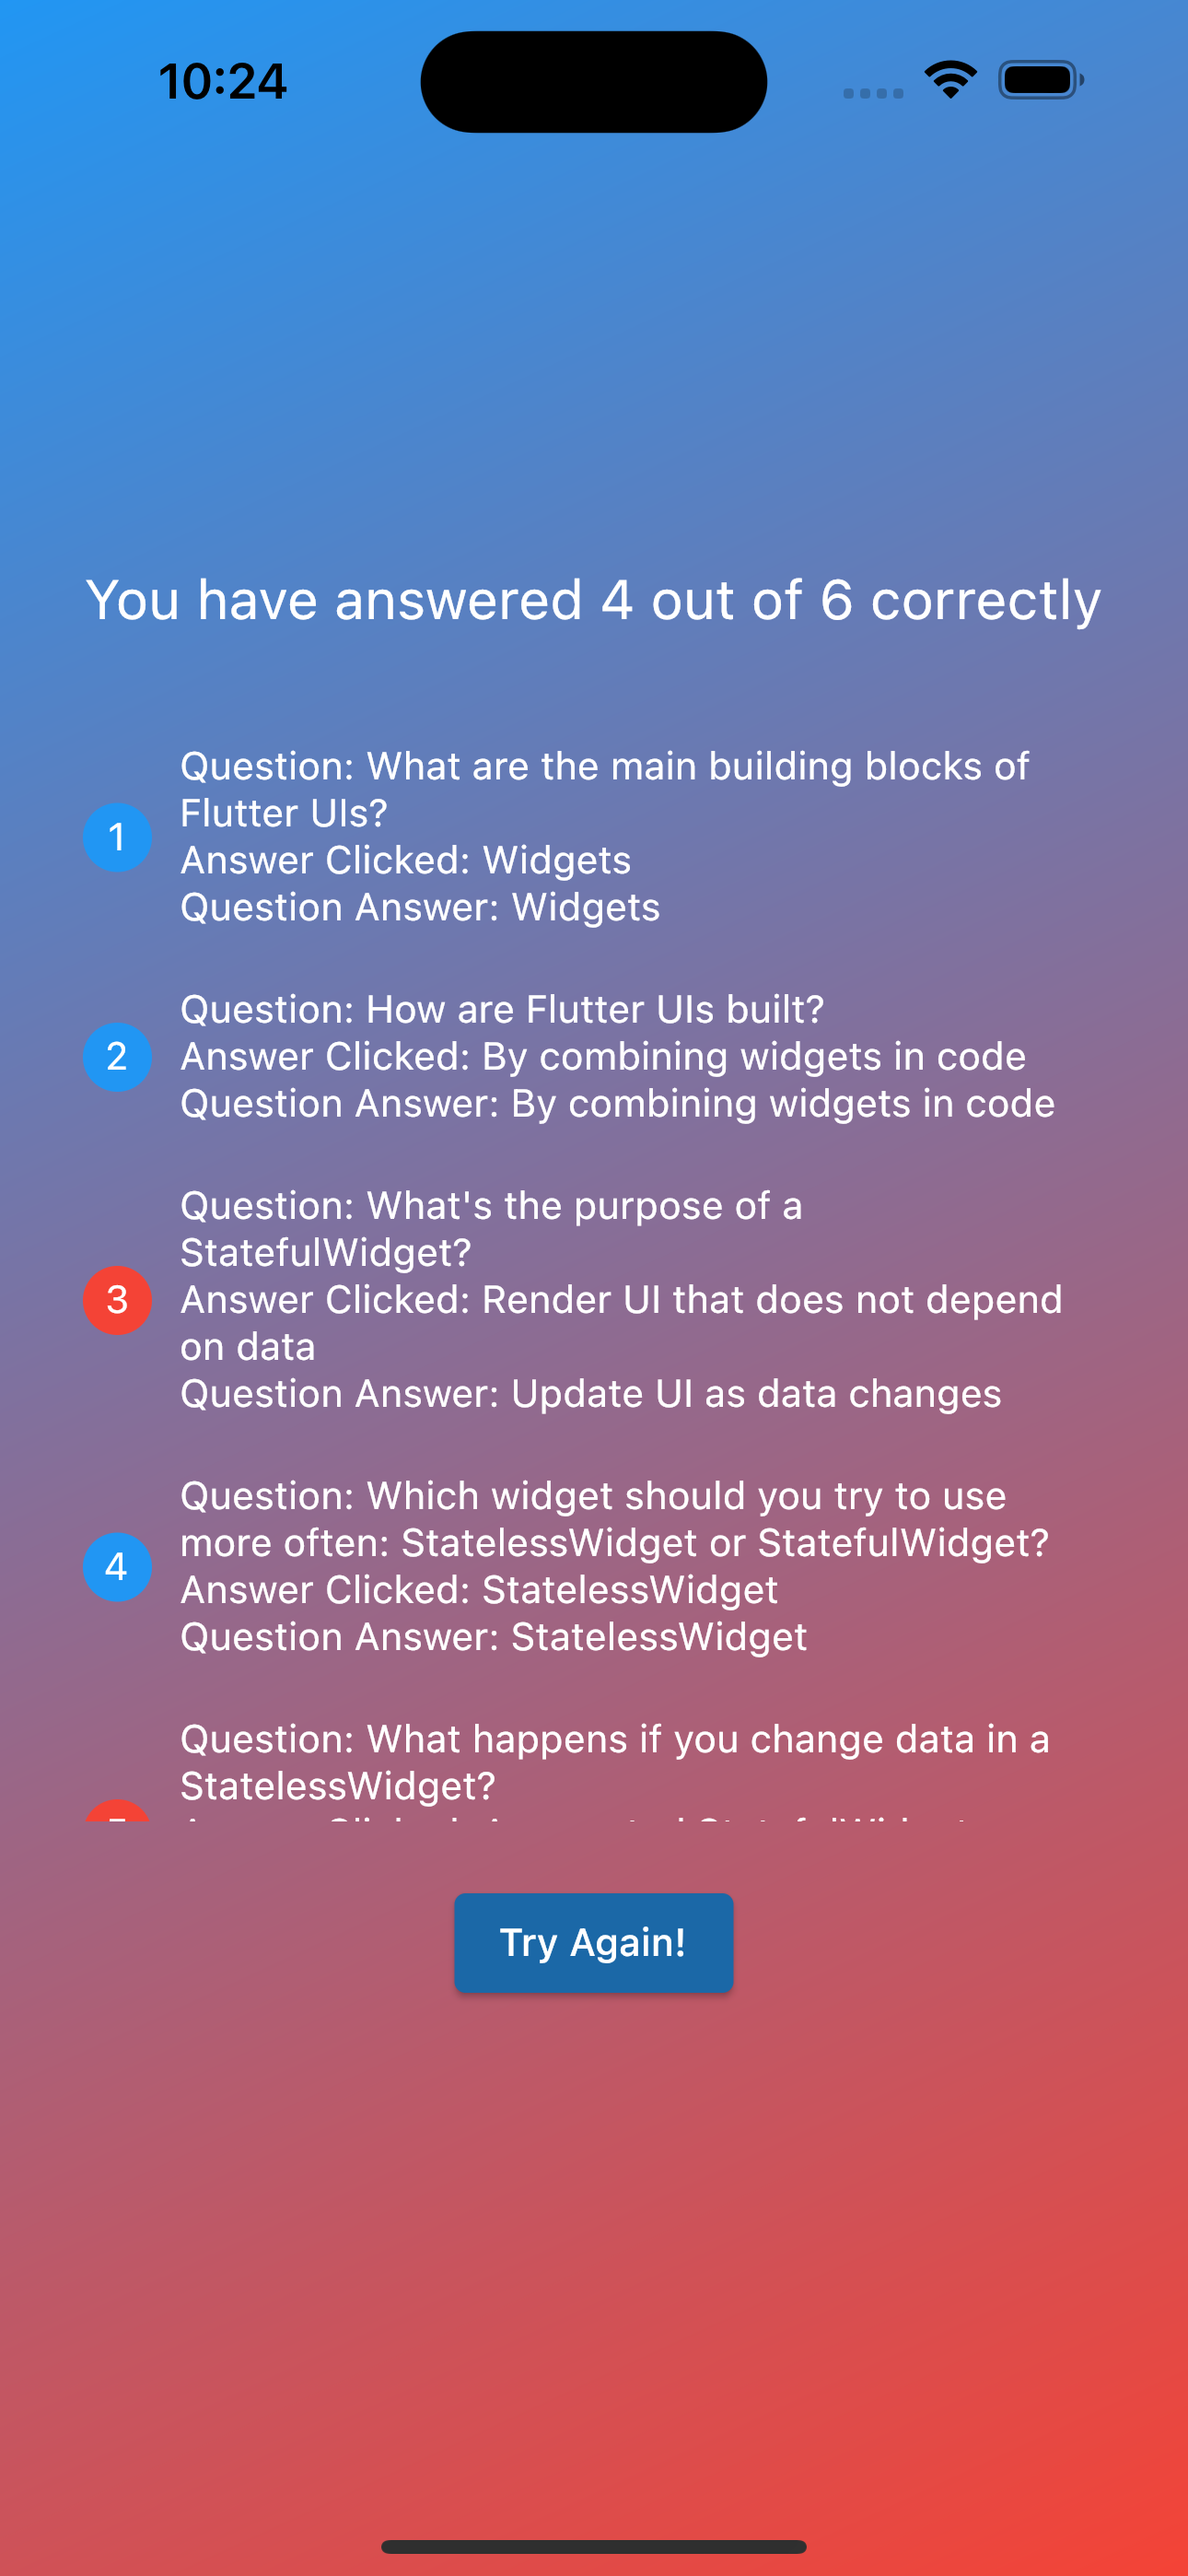 10:24
You have answered 4 out of 6 correctly
Question: What are the main building blocks of
Flutter UIs?
1
Answer Clicked: Widgets
Question Answer: Widgets
Question: How are Flutter UIs built?
2
Answer Clicked: By combining widgets in code
Question Answer: By combining widgets in code
Question: What's the purpose of a
StatefulWidget?
3
Answer Clicked: Render UI that does not depend
on data
Question Answer: Update UI as data changes
Question: Which widget should you try to use
more often: StatelessWidget or StatefulWidget?
4
Answer Clicked: StatelessWidget
Question Answer: StatelessWidget
Question: What happens if you change data in a
StatelessWidget?
Try Again!